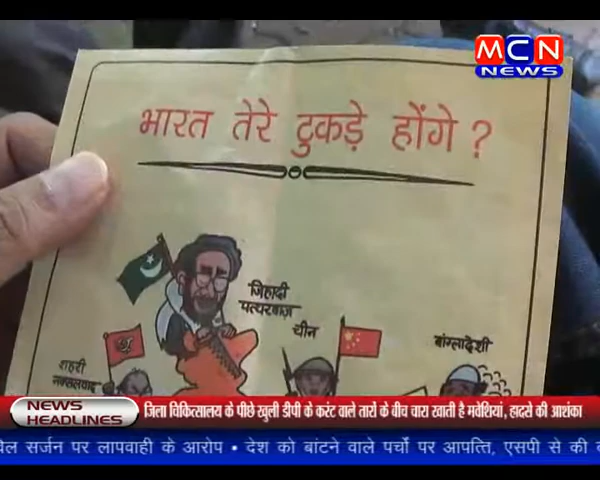 MCN
NEWS
भारत तेरे टुकड़े होंगे ?
जिहादी
पत्थरबाज़
चीन
बांग्लादेशी
शहरी
नक्सलवाद
NEWS
HEADLINES
जिला चिकित्सालय के पीछे खुली डीपी के करंट वाले तारों के बीच चारा खाती है मवेशियां, हादसे की आशंका
सर्जन पर लापवाही के आरोप • देश को बांटने वाले पर्चों पर आपत्ति, एसपी से की